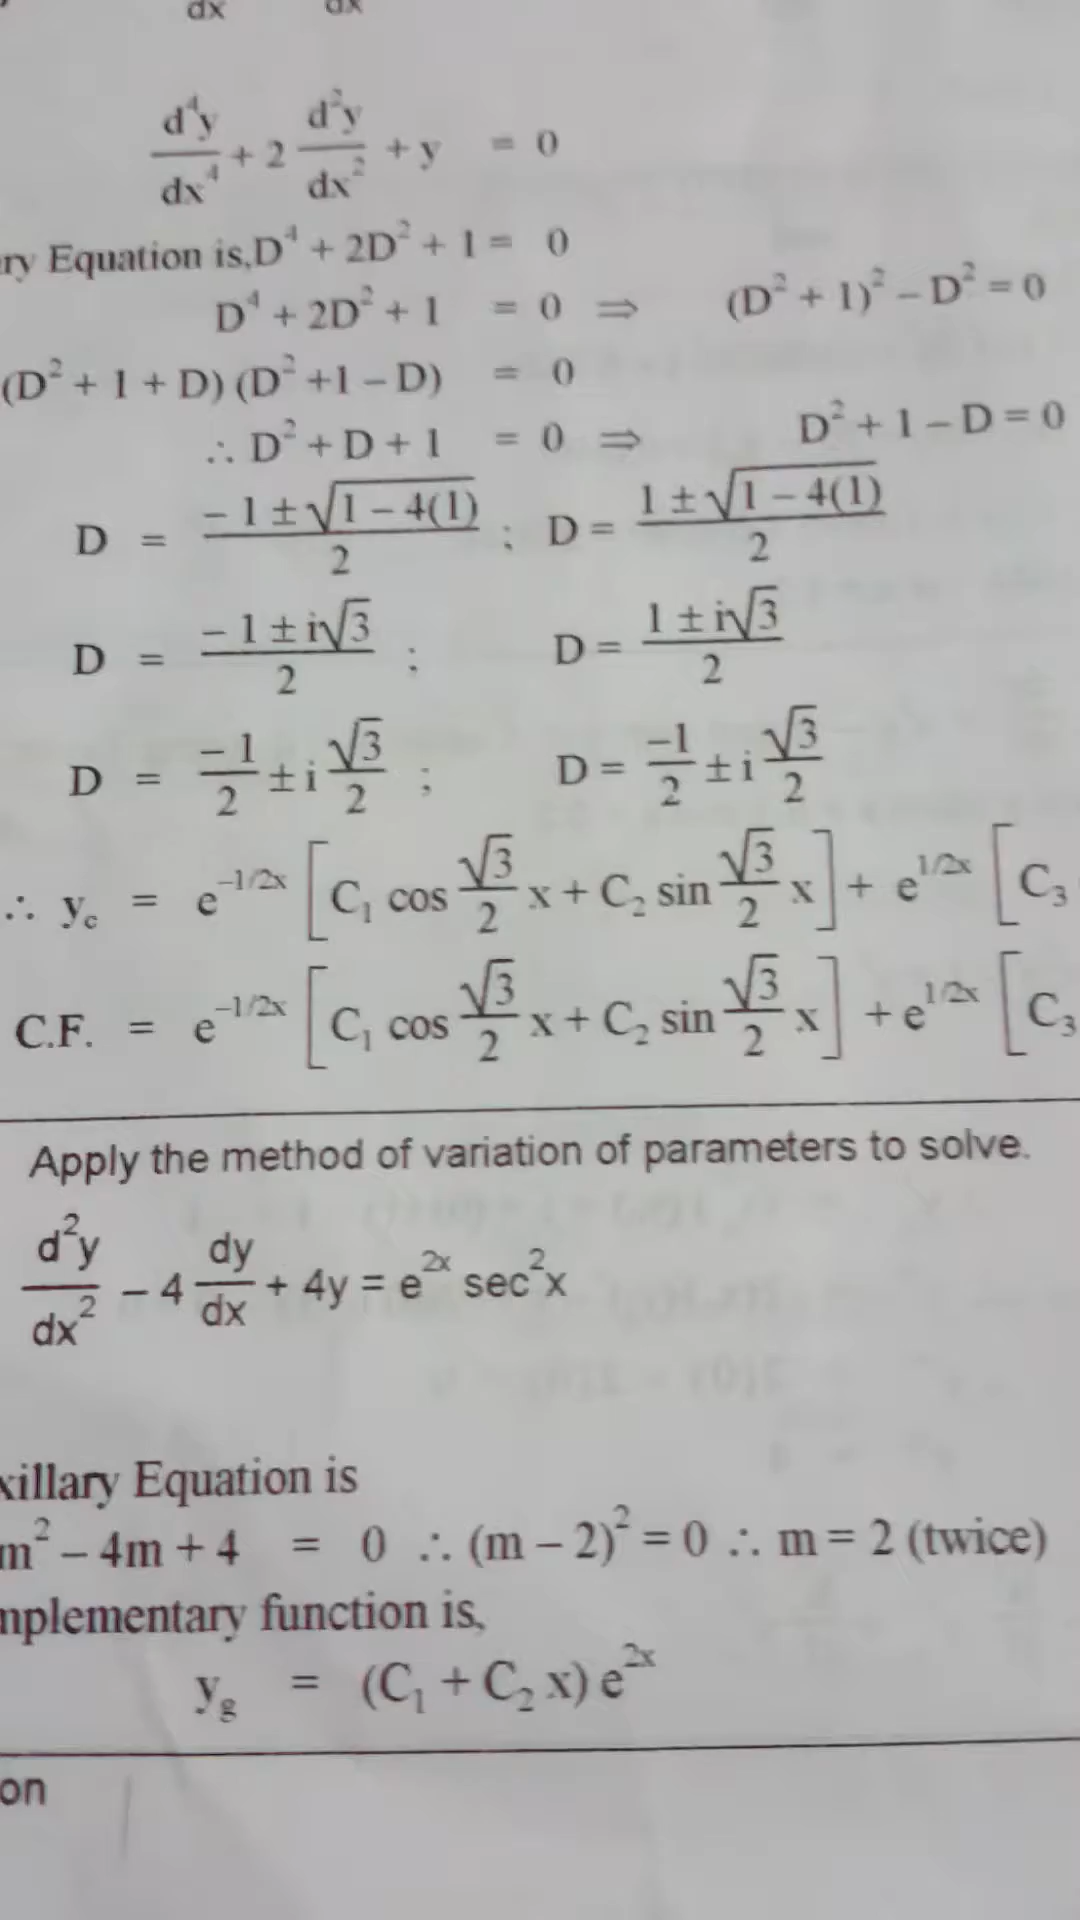 dx dx
d⁴y/dx⁴ + 2 d²y/dx² + y = 0
ry Equation is, D⁴ + 2D² + 1 = 0
D⁴ + 2D² + 1 = 0 ⇒ (D² + 1)² – D² = 0
(D² + 1 + D) (D² +1 – D) = 0
∴ D² + D + 1 = 0 ⇒ D² + 1 – D = 0
D = (– 1 ± √(1 – 4(1)))/2 ; D = (1 ± √(1 – 4(1)))/2
D = (– 1 ± i√3)/2 ; D = (1 ± i√3)/2
D = –1/2 ± i √3/2 ; D = –1/2 ± i √3/2
∴ y_c = e^(–1/2x) [C₁ cos √3/2 x + C₂ sin √3/2 x] + e^(1/2x) [C₃
C.F. = e^(–1/2x) [C₁ cos √3/2 x + C₂ sin √3/2 x] + e^(1/2x) [C₃
Apply the method of variation of parameters to solve.
d²y/dx² – 4 dy/dx + 4y = e^(2x) sec²x
xillary Equation is
m² – 4m + 4 = 0 ∴ (m – 2)² = 0 ∴ m = 2 (twice)
mplementary function is,
y_g = (C₁ + C₂ x) e^(2x)
on